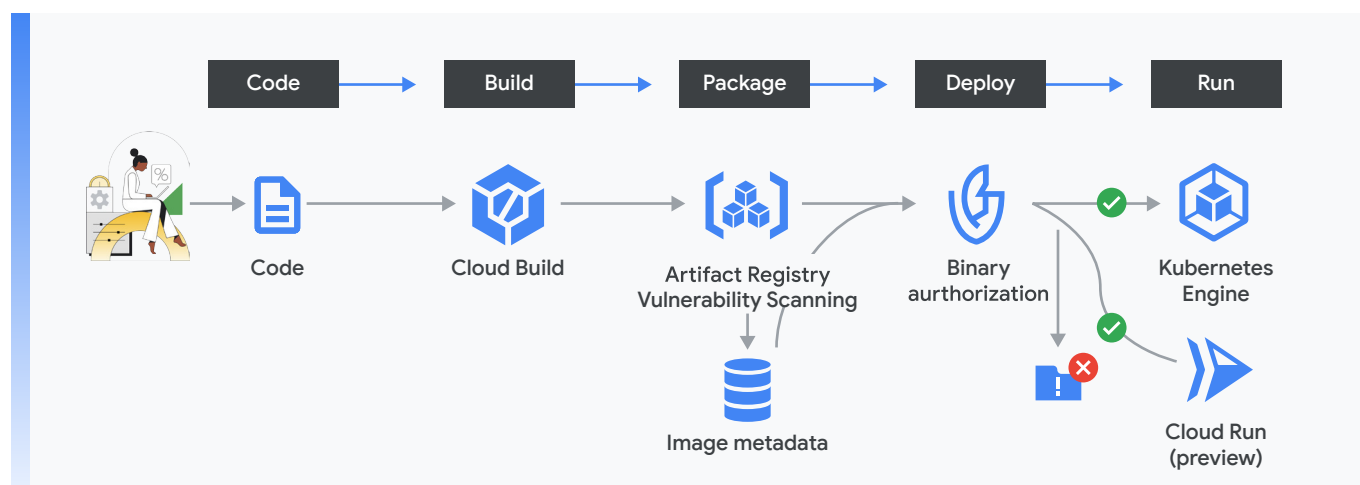 Code
Build
Package
Deploy
Run
%
Code
Cloud Build
Artifact Registry
Vulnerability Scanning
Binary
aurthorization
Kubernetes
Engine
Image metadata
Cloud Run
(preview)